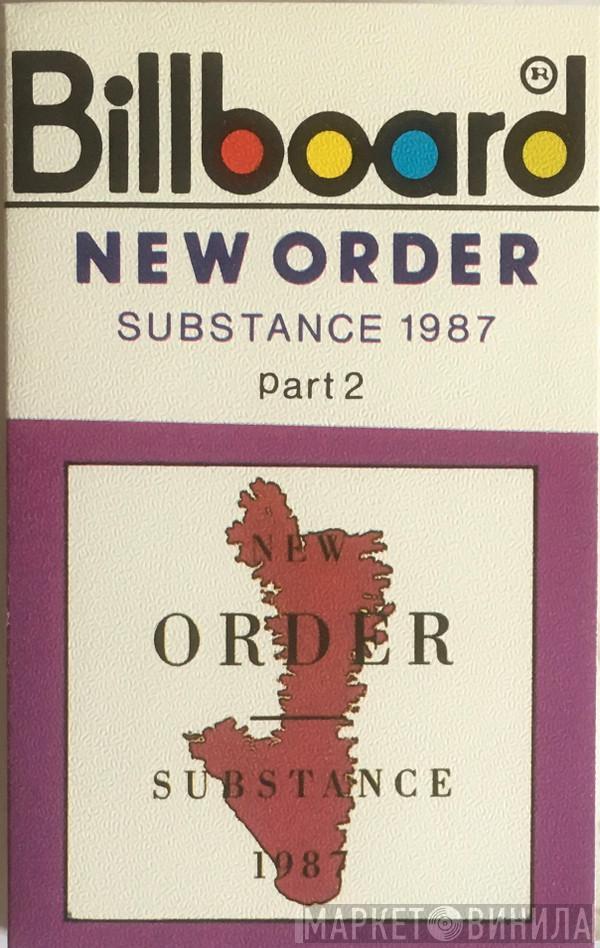 Billboard®
NEW ORDER
SUBSTANCE 1987
part 2
NEW
ORDER
SUBSTANCE
1987
МАРКЕТ ВИНИЛА